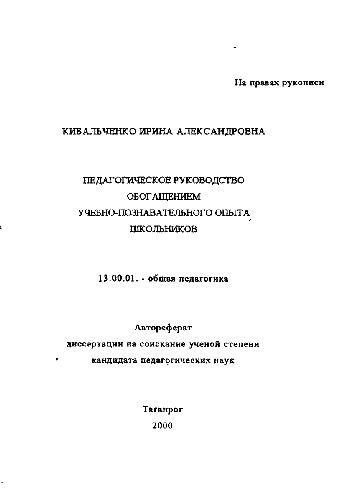 На правах рукописи
КИБАЛЬЧЕНКО ИРИНА АЛЕКСАНДРОВНА
ПЕДАГОГИЧЕСКОЕ РУКОВОДСТВО
ОБОГАЩЕНИЕМ
УЧЕБНО-ПОЗНАВАТЕЛЬНОГО ОПЫТА
ШКОЛЬНИКОВ
13.00.01. - общая педагогика
Автореферат
диссертации на соискание ученой степени
кандидата педагогических наук
Таганрог
2000